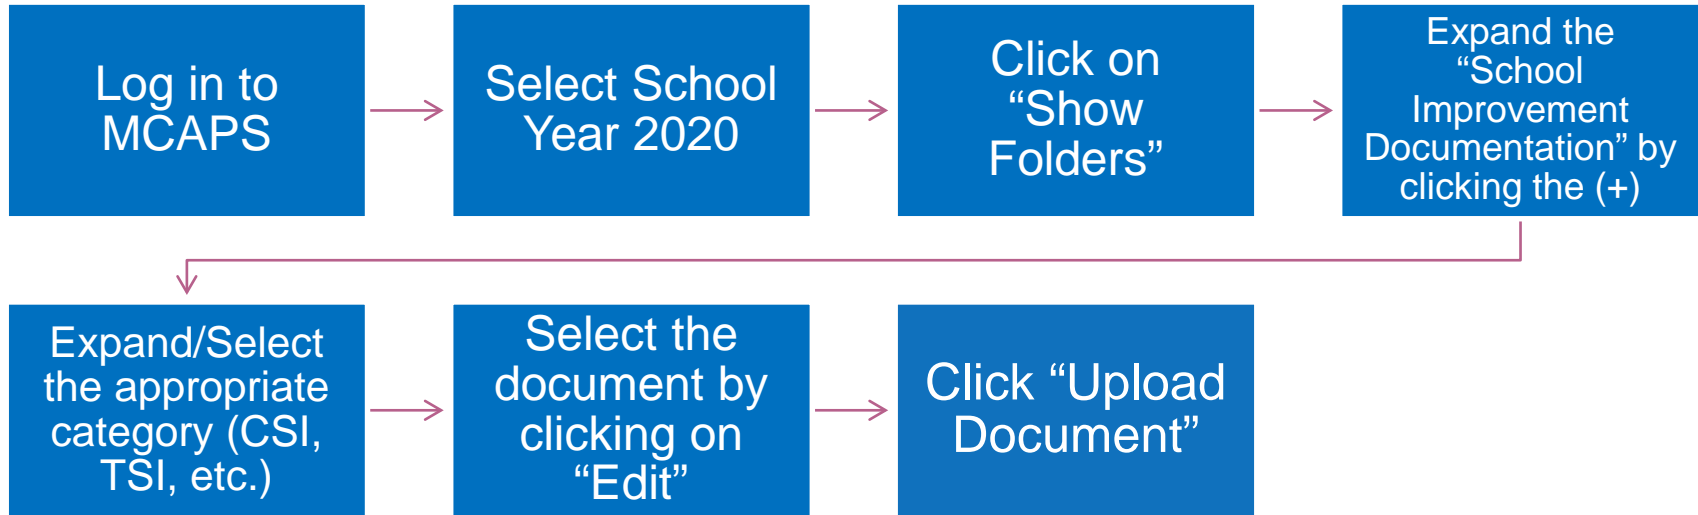 Log in to
MCAPS
Select School
Year 2020
Click on
“Show
Folders”
Expand the
“School
Improvement
Documentation” by
clicking the (+)
Expand/Select
the appropriate
category (CSI,
TSI, etc.)
Select the
document by
clicking on
“Edit”
Click “Upload
Document”